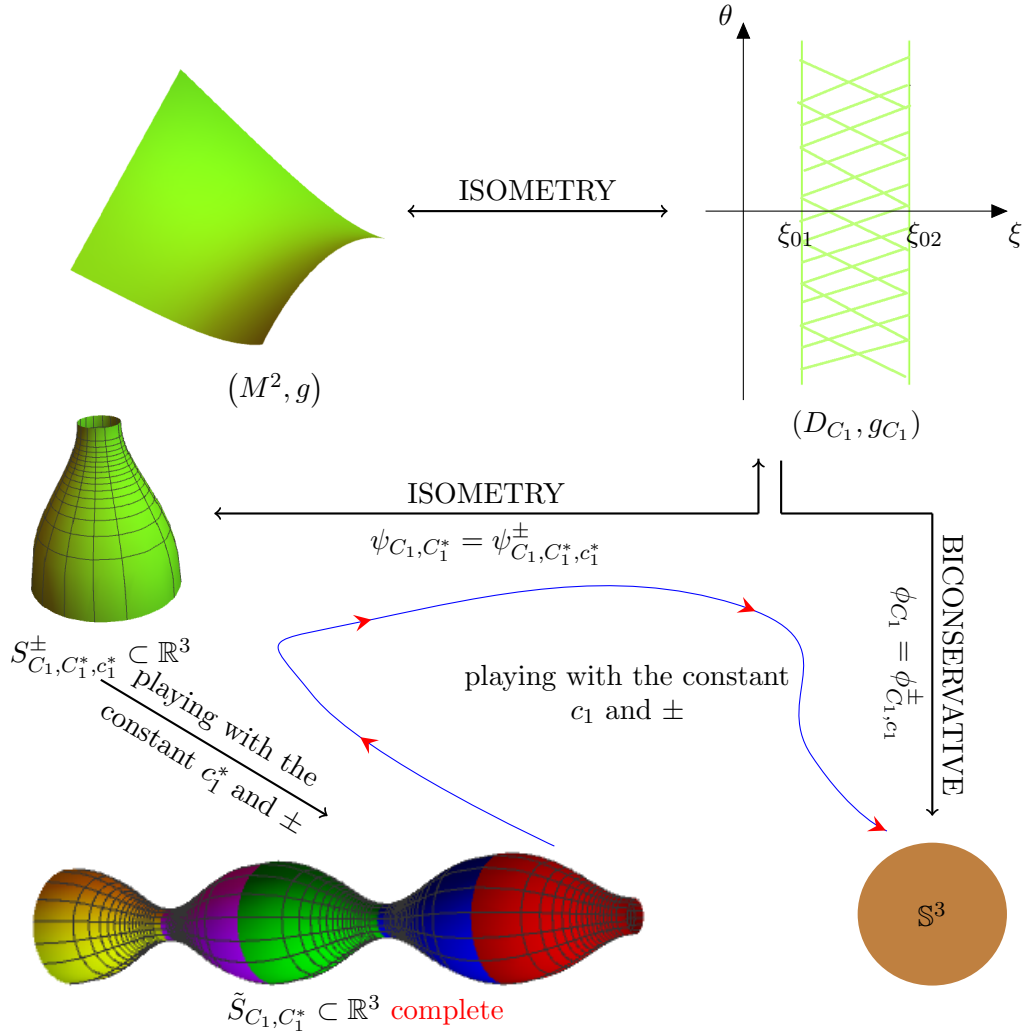 θ
ISOMETRY
ξ₀₁
ξ₀₂
ξ
(M², g)
(D_{C₁}, g_{C₁})
ISOMETRY
ψ_{C₁,C₁*} = ψ^±_{C₁,C₁*,c₁*}
BICONSERVATIVE
ϕ_{C₁} = ϕ^±_{C₁,c₁}
S^±_{C₁,C₁*,c₁*} ⊂ ℝ³
playing with the
constant c₁* and ±
playing with the constant
c₁ and ±
𝕊³
S̃_{C₁,C₁*} ⊂ ℝ³ complete